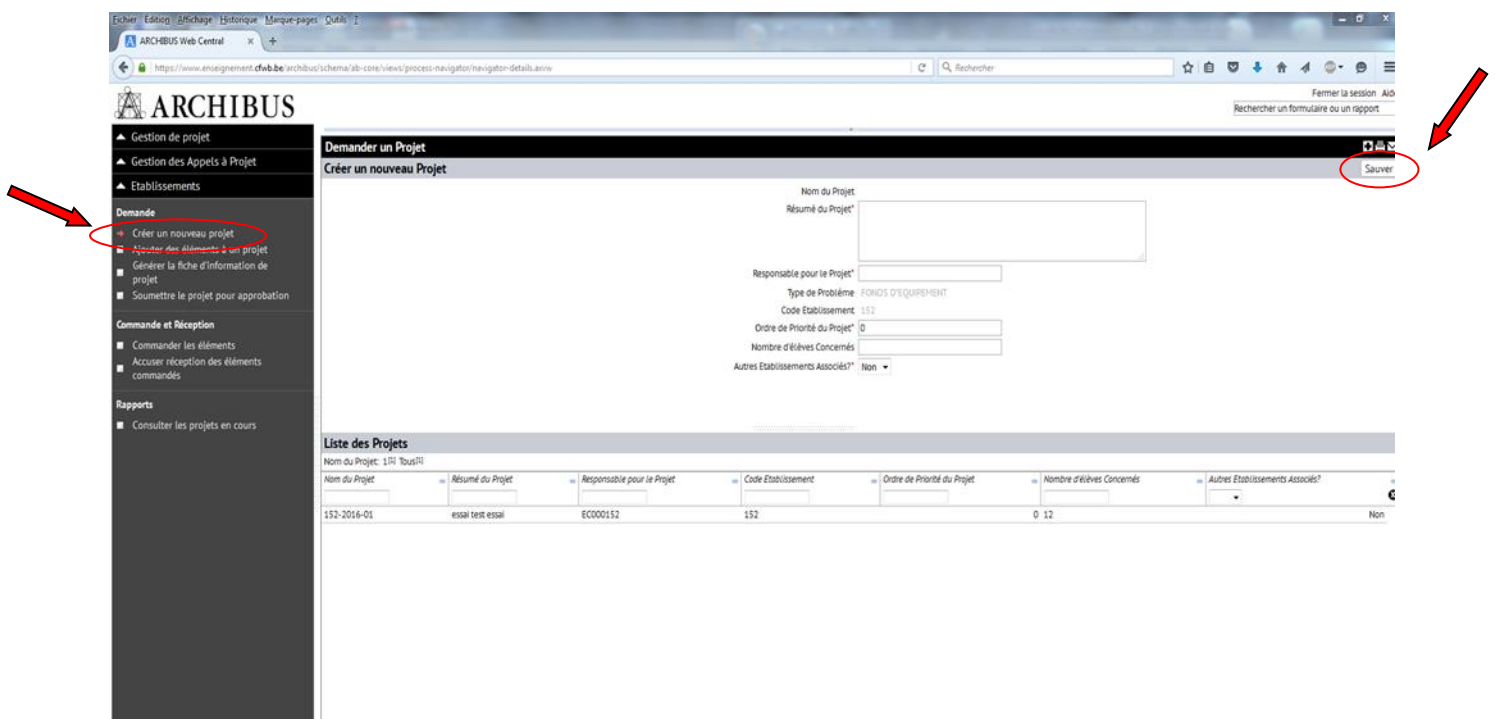 Fichier Édition Affichage Historique Marque-pages Outils ?
ARCHIBUS Web Central × +
https://www.enseignement.cfwb.be/archibus/schema/ab-core/views/process-navigator/navigator-details.axvw
Rechercher
ARCHIBUS
Fermer la session Aide
Rechercher un formulaire ou un rapport
Gestion de projet
Gestion des Appels à Projet
Etablissements
Demande
Créer un nouveau projet
Ajouter des éléments à un projet
Générer la fiche d'information de
projet
Soumettre le projet pour approbation
Commande et Réception
Commander les éléments
Accuser réception des éléments
commandés
Rapports
Consulter les projets en cours
Demander un Projet
Créer un nouveau Projet
Sauver
Nom du Projet
Résumé du Projet*
Responsable pour le Projet*
Type de Problème FONDS D'EQUIPEMENT
Code Etablissement 152
Ordre de Priorité du Projet* 0
Nombre d'élèves Concernés
Autres Etablissements Associés?* Non
Liste des Projets
Nom du Projet: 1[1] Tous[1]
Nom du Projet Résumé du Projet Responsable pour le Projet Code Etablissement Ordre de Priorité du Projet Nombre d'élèves Concernés Autres Etablissements Associés?
152-2016-01 essai test essai EC000152 152 0 12 Non